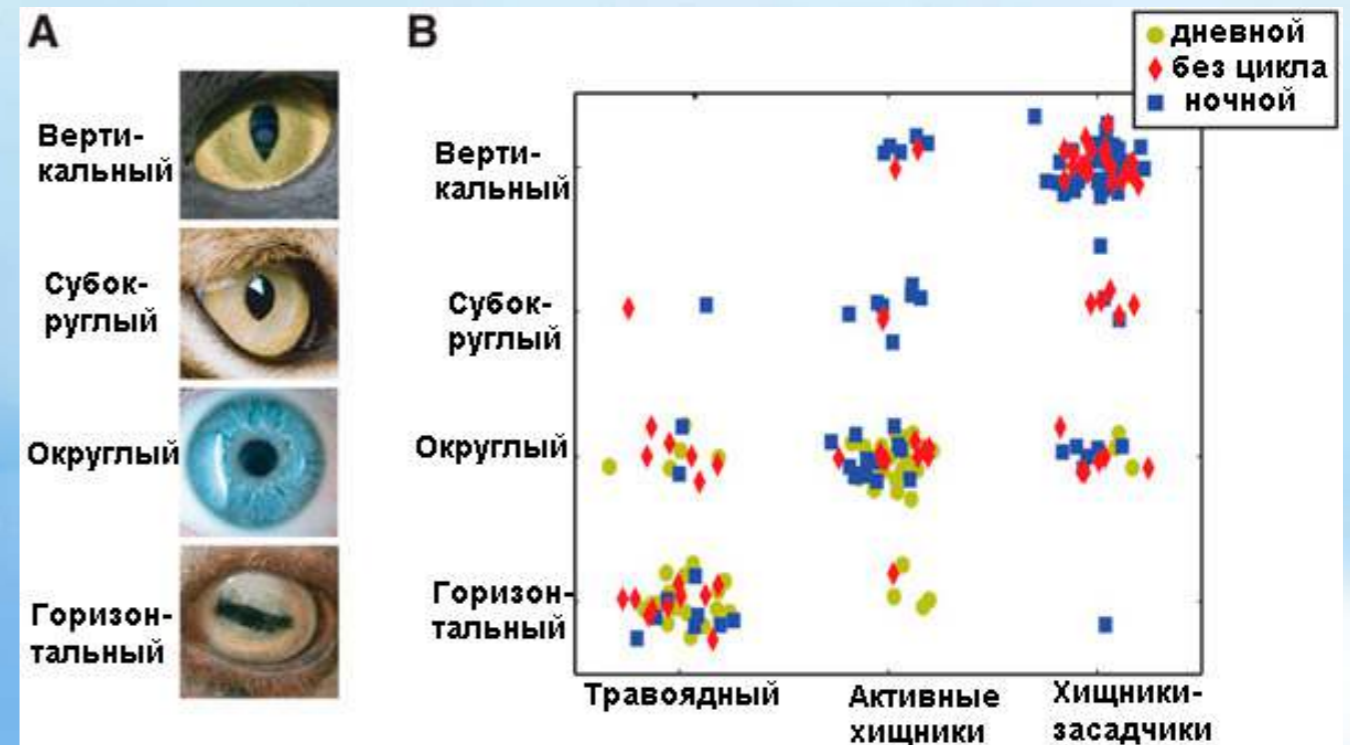 A
Верти-
кальный
Субок-
руглый
Округлый
Горизон-
тальный
B
дневной
без цикла
ночной
Верти-
кальный
Субок-
руглый
Округлый
Горизон-
тальный
Травоядный
Активные
хищники
Хищники-
засадчики